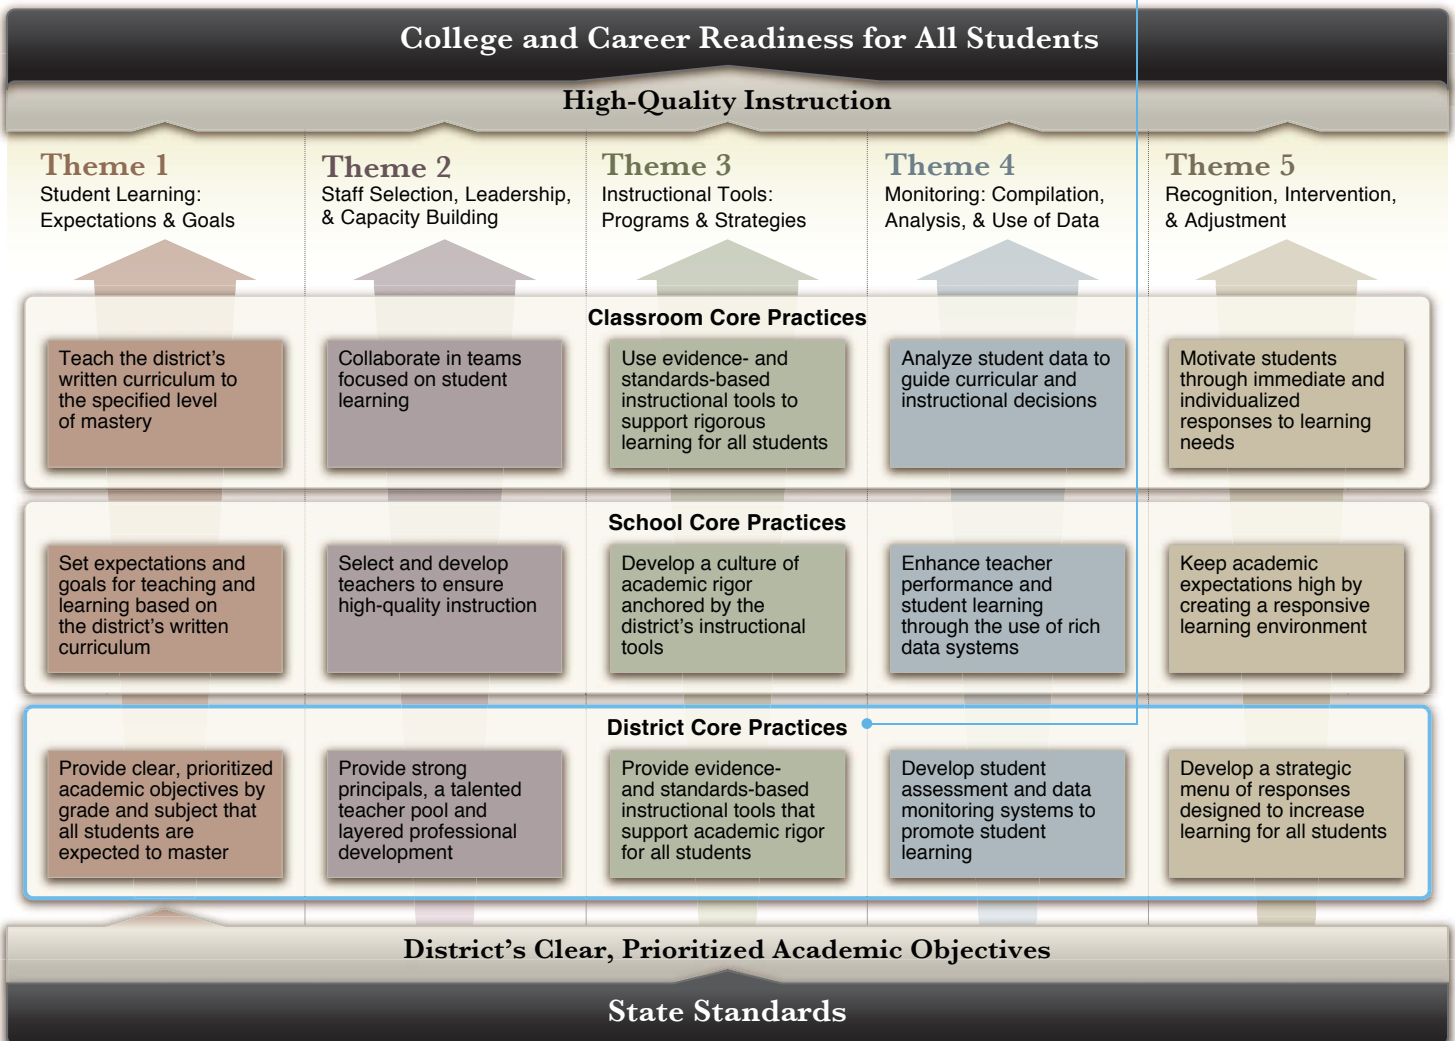 College and Career Readiness for All Students
High-Quality Instruction
Theme 1
Student Learning:
Expectations & Goals
Theme 2
Staff Selection, Leadership,
& Capacity Building
Theme 3
Instructional Tools:
Programs & Strategies
Theme 4
Monitoring: Compilation,
Analysis, & Use of Data
Theme 5
Recognition, Intervention,
& Adjustment
Classroom Core Practices
Teach the district’s
written curriculum to
the specified level
of mastery
Collaborate in teams
focused on student
learning
Use evidence- and
standards-based
instructional tools to
support rigorous
learning for all students
Analyze student data to
guide curricular and
instructional decisions
Motivate students
through immediate and
individualized
responses to learning
needs
School Core Practices
Set expectations and
goals for teaching and
learning based on
the district’s written
curriculum
Select and develop
teachers to ensure
high-quality instruction
Develop a culture of
academic rigor
anchored by the
district’s instructional
tools
Enhance teacher
performance and
student learning
through the use of rich
data systems
Keep academic
expectations high by
creating a responsive
learning environment
District Core Practices
Provide clear, prioritized
academic objectives by
grade and subject that
all students are
expected to master
Provide strong
principals, a talented
teacher pool and
layered professional
development
Provide evidence-
and standards-based
instructional tools that
support academic rigor
for all students
Develop student
assessment and data
monitoring systems to
promote student
learning
Develop a strategic
menu of responses
designed to increase
learning for all students
District’s Clear, Prioritized Academic Objectives
State Standards